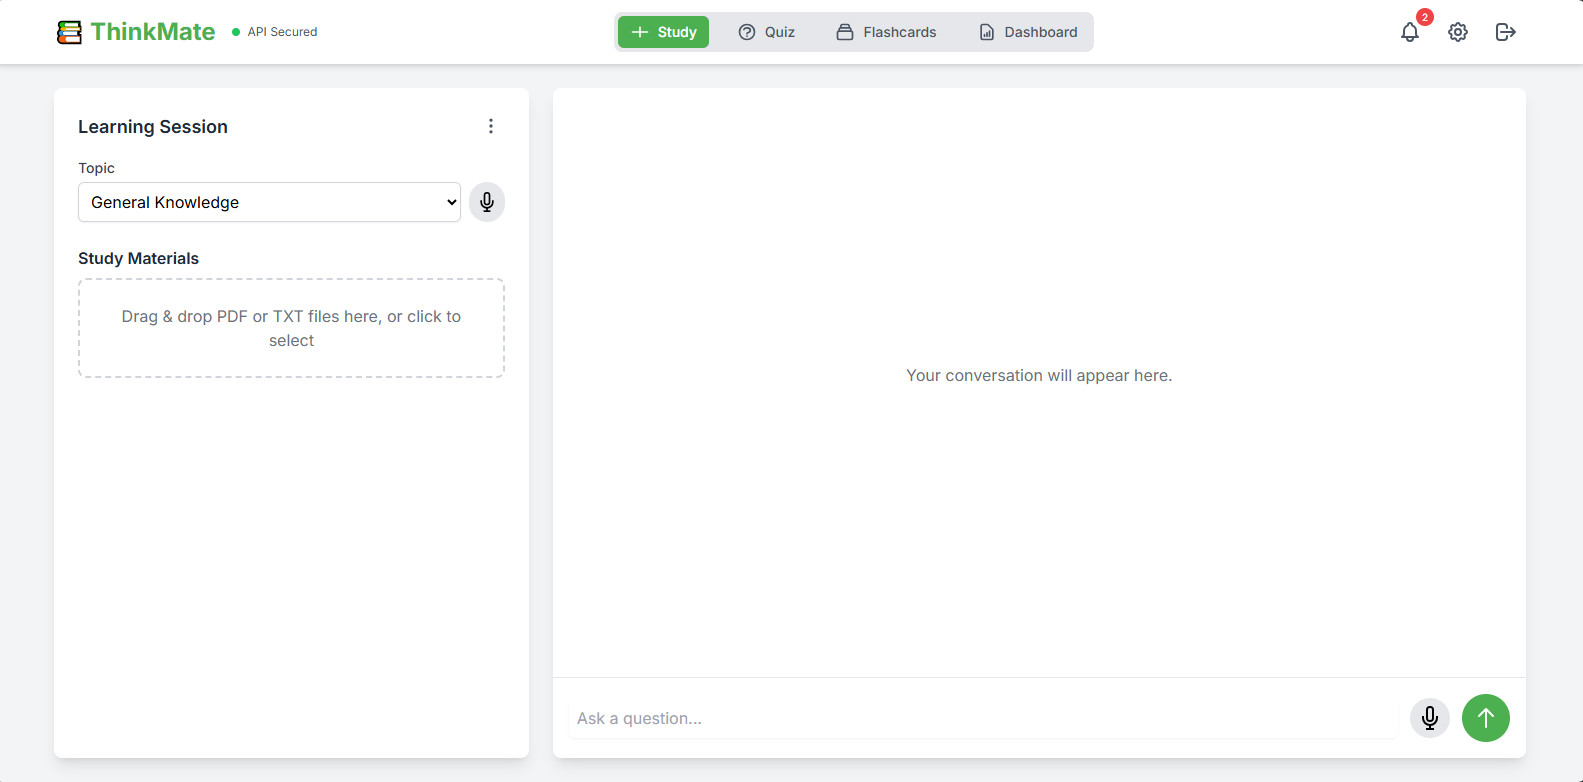 ThinkMate
API Secured
Study
Quiz
Flashcards
Dashboard
2
Learning Session
Topic
General Knowledge
Study Materials
Drag & drop PDF or TXT files here, or click to
select
Your conversation will appear here.
Ask a question...